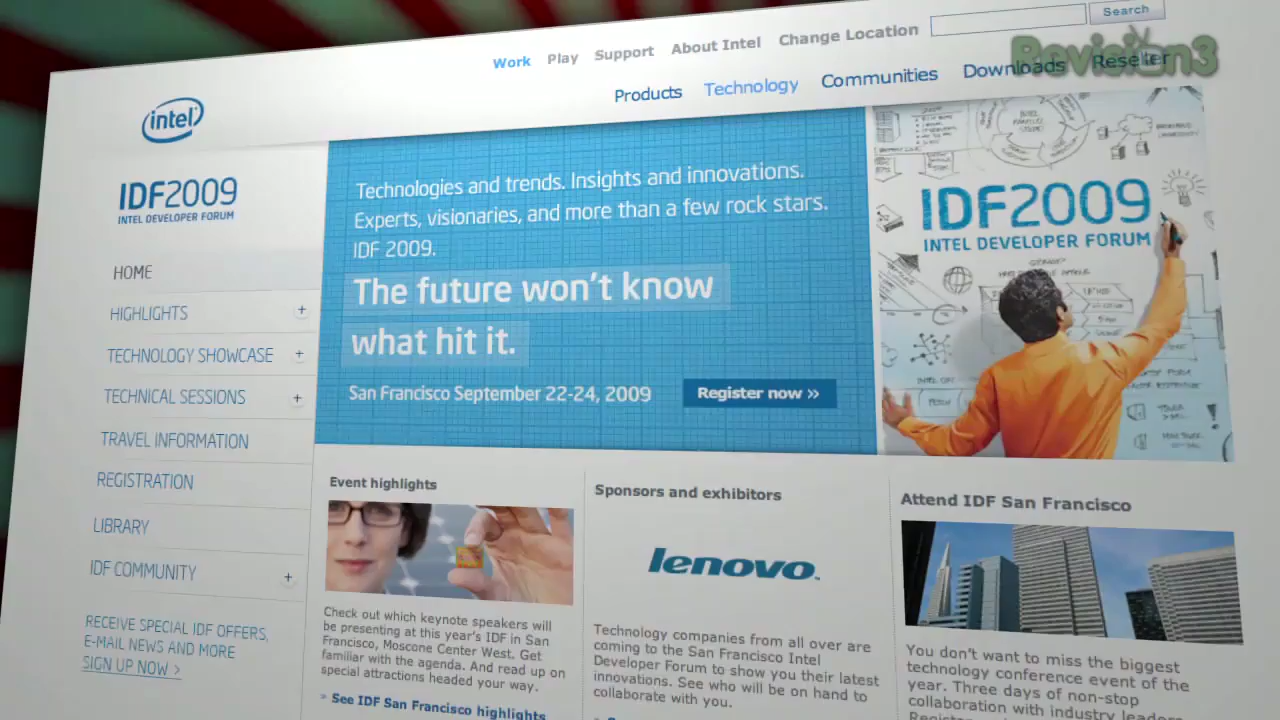 Search
Work Play Support About Intel Change Location
Revision3
Products Technology Communities Downloads Reseller
intel
IDF2009
INTEL DEVELOPER FORUM
HOME
HIGHLIGHTS +
TECHNOLOGY SHOWCASE +
TECHNICAL SESSIONS +
TRAVEL INFORMATION
REGISTRATION
LIBRARY
IDF COMMUNITY +
RECEIVE SPECIAL IDF OFFERS,
E-MAIL NEWS AND MORE
SIGN UP NOW >
Technologies and trends. Insights and innovations.
Experts, visionaries, and more than a few rock stars.
IDF 2009.
The future won't know
what hit it.
San Francisco September 22-24, 2009
Register now »
IDF2009
INTEL DEVELOPER FORUM
Event highlights
Check out which keynote speakers will
be presenting at this year's IDF in San
Francisco, Moscone Center West. Get
familiar with the agenda. And read up on
special attractions headed your way.
» See IDF San Francisco highlights
Sponsors and exhibitors
lenovo
Technology companies from all over are
coming to the San Francisco Intel
Developer Forum to show you their latest
innovations. See who will be on hand to
collaborate with you.
Attend IDF San Francisco
You don't want to miss the biggest
technology conference event of the
year. Three days of non-stop
collaboration with industry leaders